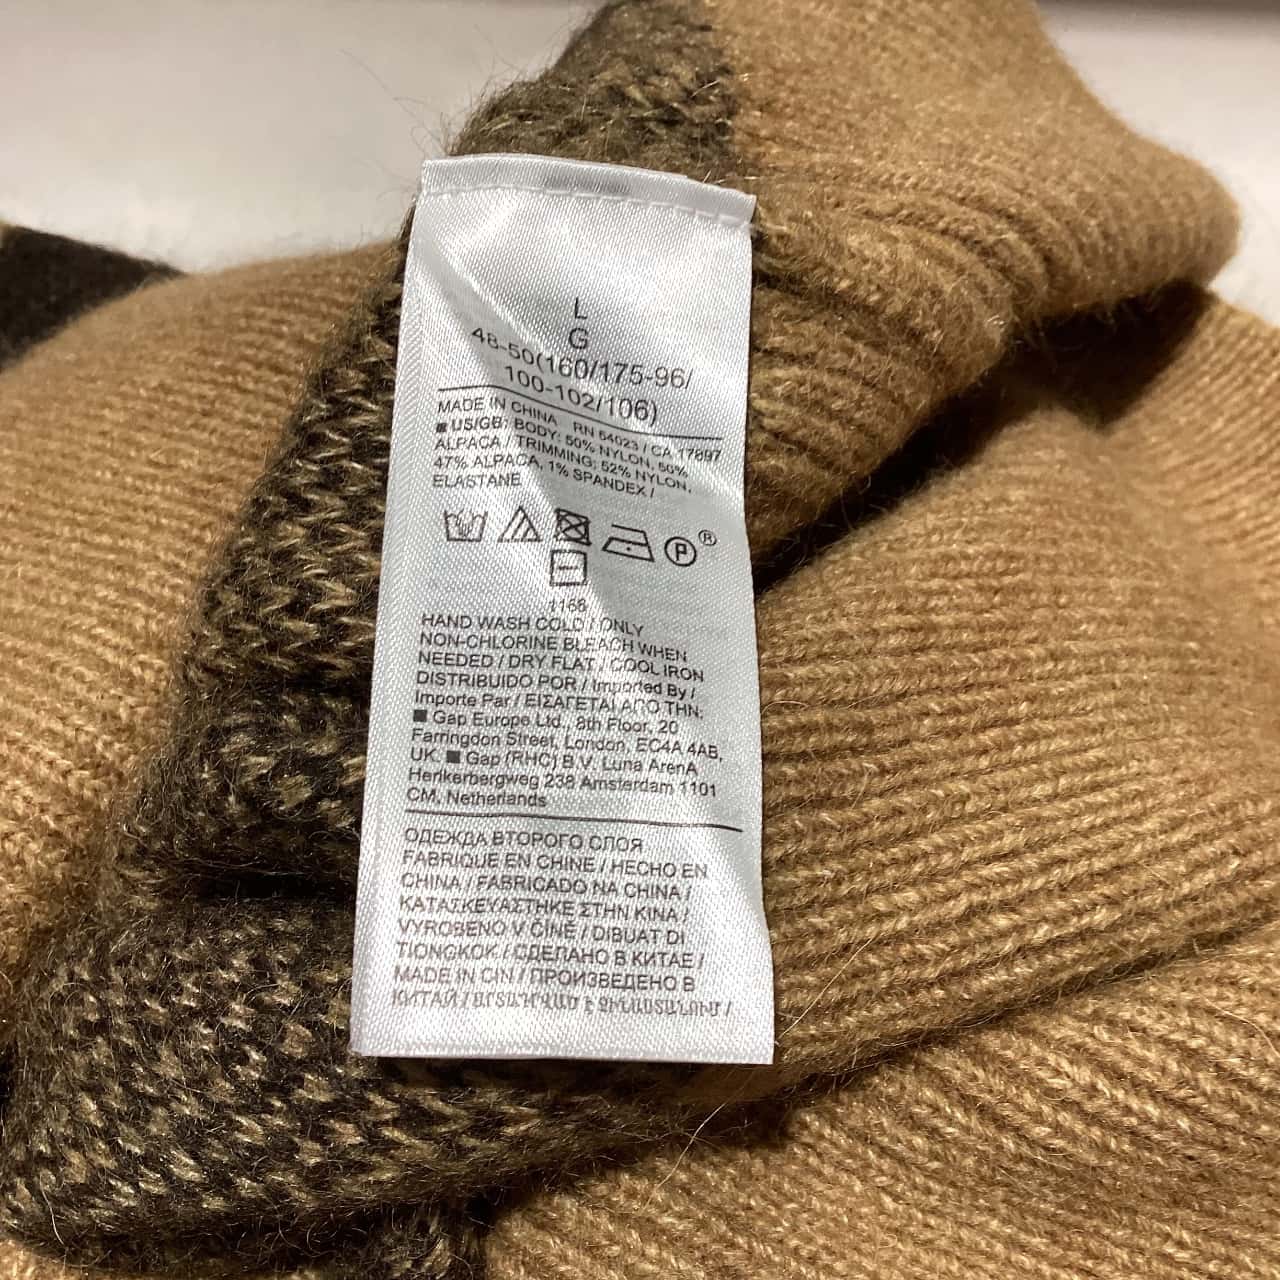 L
G
48-50(160/175-96/
100-102/106)
MADE IN CHINA RN 54023 / CA 17897
■ US/GB: BODY: 50% NYLON, 50%
ALPACA / TRIMMING: 52% NYLON,
47% ALPACA, 1% SPANDEX /
ELASTANE
P ®
1166
HAND WASH COLD / ONLY
NON-CHLORINE BLEACH WHEN
NEEDED / DRY FLAT / COOL IRON
DISTRIBUIDO POR / Imported By /
Importe Par / ΕΙΣΑΓΕΤΑΙ ΑΠΟ ΤΗΝ:
■ Gap Europe Ltd., 8th Floor, 20
Farringdon Street, London, EC4A 4AB,
UK. ■ Gap (RHC) B.V. Luna ArenA
Herikerbergweg 238 Amsterdam 1101
CM, Netherlands
ОДЕЖДА ВТОРОГО СЛОЯ
FABRIQUE EN CHINE / HECHO EN
CHINA / FABRICADO NA CHINA /
ΚΑΤΑΣΚΕΥΑΣΤΗΚΕ ΣΤΗΝ ΚΙΝΑ /
VYROBENO V ČÍNĚ / DIBUAT DI
TIONGKOK / СДЕЛАНО В КИТАЕ /
MADE IN ÇIN / ПРОИЗВЕДЕНО В
КИТАЙ / ԱՐՏԱԴՐՎԱԾ Է ՉԻՆԱՍՏԱՆՈՒՄ /